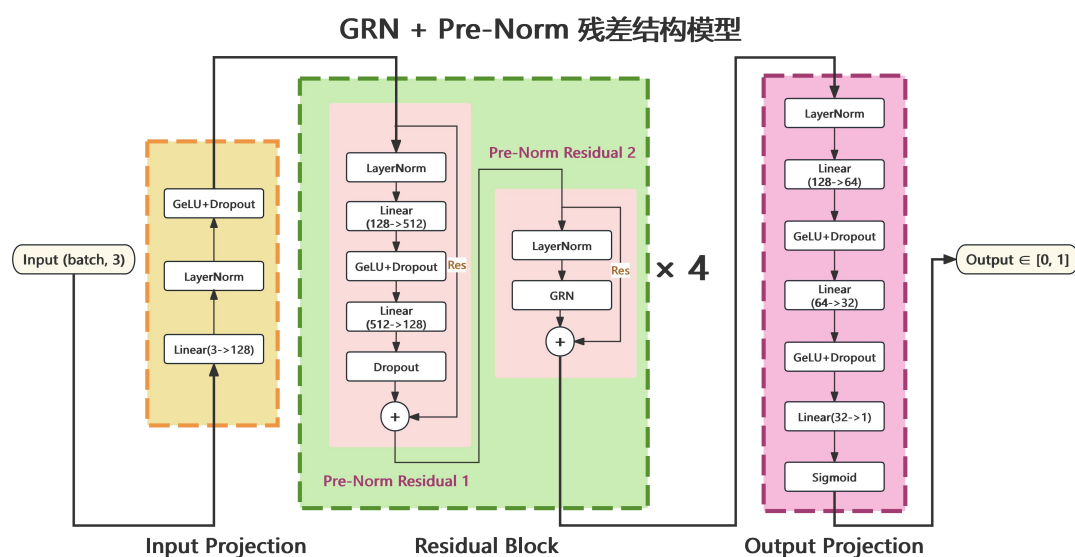 GRN + Pre-Norm 残差结构模型
Input (batch, 3)
Linear(3->128)
LayerNorm
GeLU+Dropout
Input Projection
LayerNorm
Linear
(128->512)
GeLU+Dropout
Linear
(512->128)
Dropout
+
Res
Pre-Norm Residual 1
Pre-Norm Residual 2
LayerNorm
GRN
+
Res
× 4
Residual Block
LayerNorm
Linear
(128->64)
GeLU+Dropout
Linear
(64->32)
GeLU+Dropout
Linear(32->1)
Sigmoid
Output Projection
Output ∈ [0, 1]